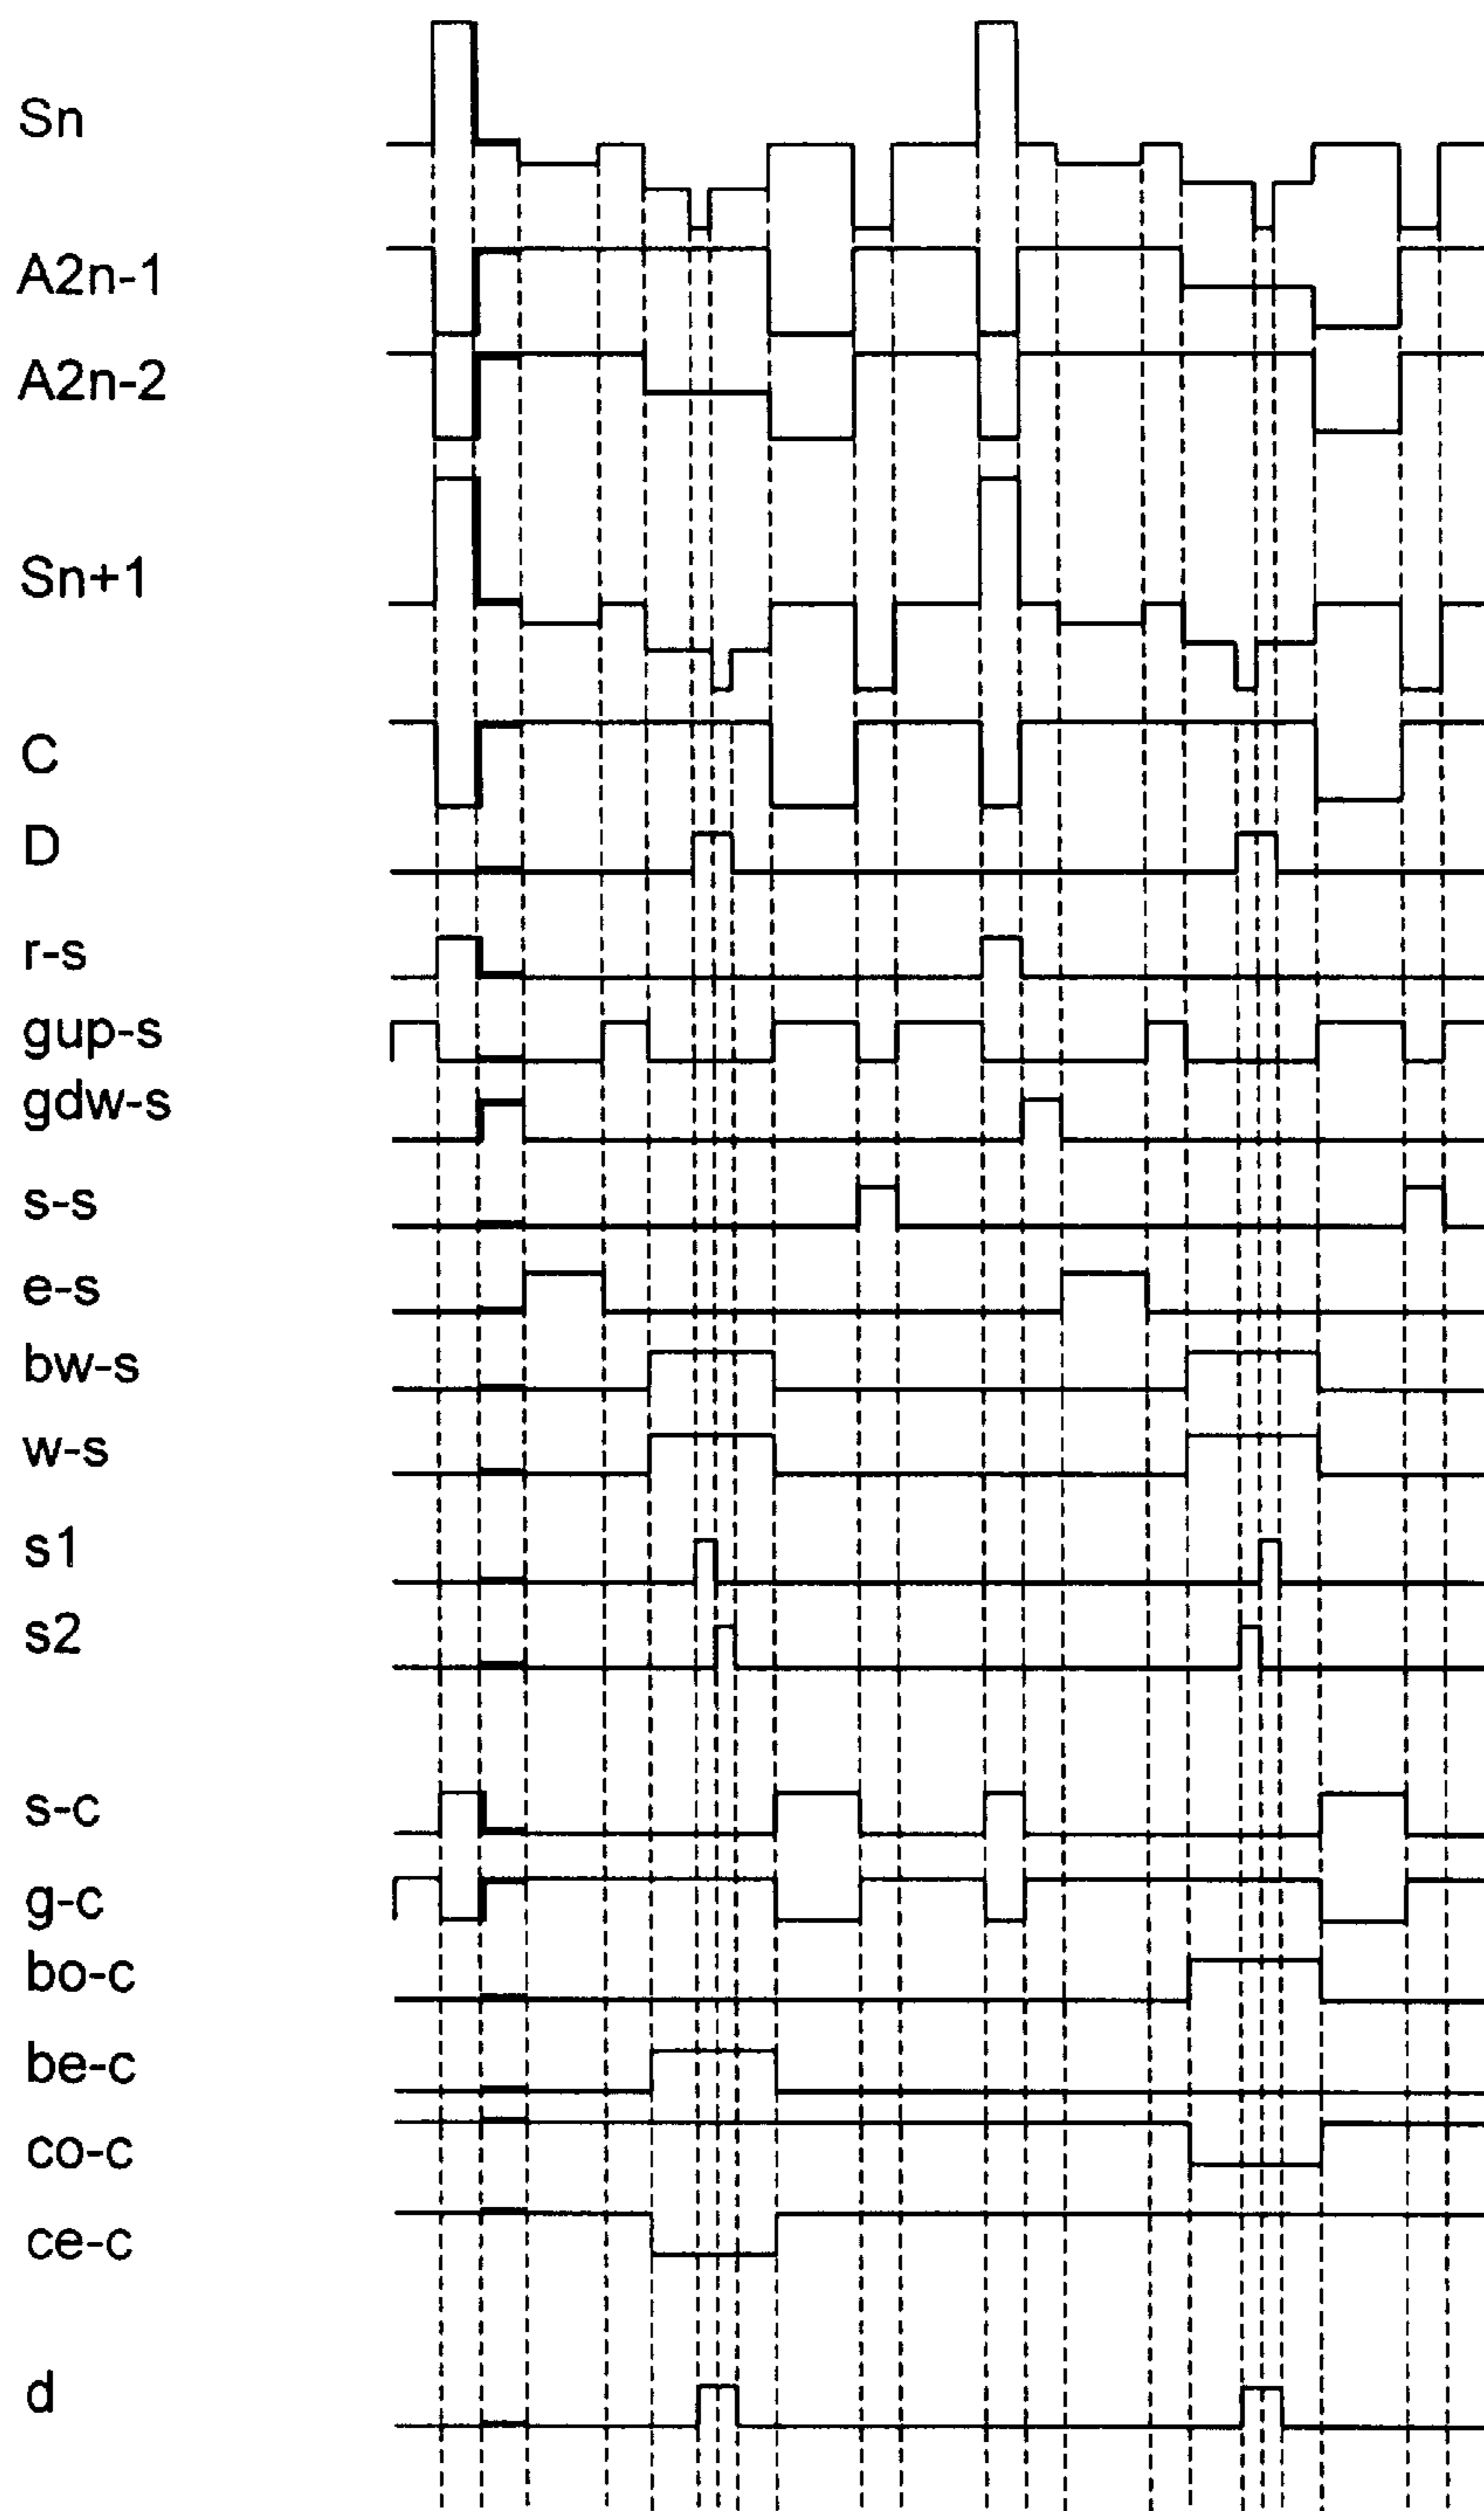 Sn
A2n-1
A2n-2
Sn+1
C
D
r-s
gup-s
gdw-s
s-s
e-s
bw-s
w-s
s1
s2
s-c
g-c
bo-c
be-c
co-c
ce-c
d